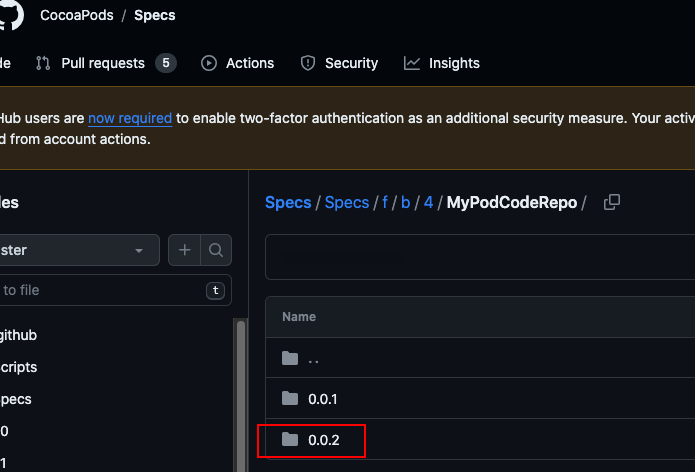 CocoaPods / Specs
de Pull requests 5 Actions Security Insights
Hub users are now required to enable two-factor authentication as an additional security measure. Your activ
d from account actions.
les
Specs / Specs / f / b / 4 / MyPodCodeRepo /
ster
to file t
Name
github
..
cripts
pecs
0.0.1
0
0.0.2
1